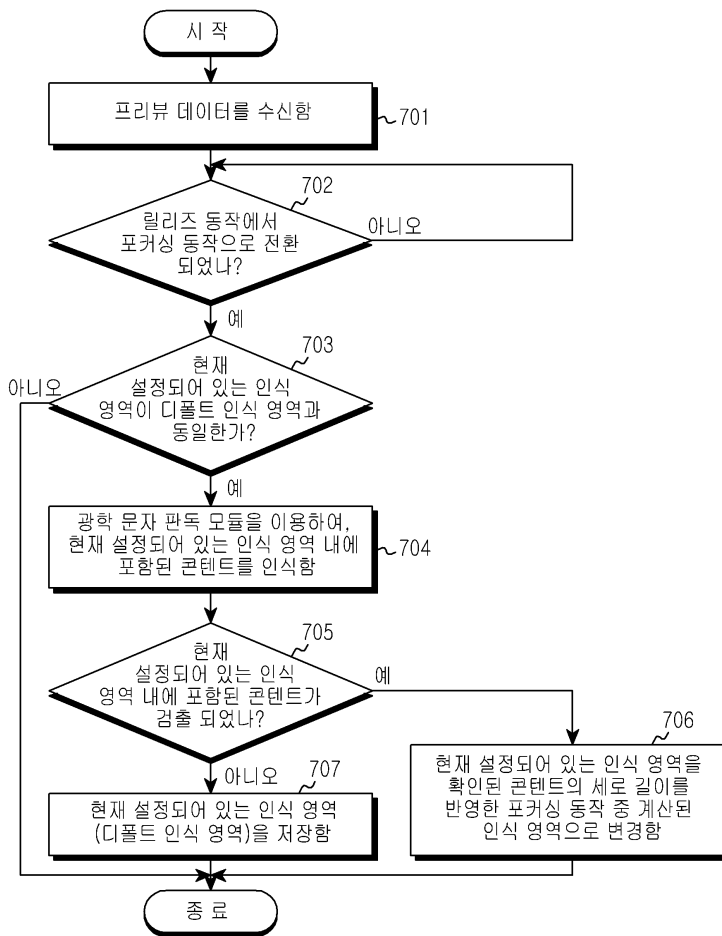 시 작
프리뷰 데이터를 수신함
701
702
릴리즈 동작에서
포커싱 동작으로 전환
되었나?
아니오
예
703
현재
설정되어 있는 인식
영역이 디폴트 인식 영역과
동일한가?
아니오
예
광학 문자 판독 모듈을 이용하여,
현재 설정되어 있는 인식 영역 내에
포함된 콘텐트를 인식함
704
705
현재
설정되어 있는 인식
영역 내에 포함된 콘텐트가
검출 되었나?
예
아니오
706
현재 설정되어 있는 인식 영역을
확인된 콘텐트의 세로 길이를
반영한 포커싱 동작 중 계산된
인식 영역으로 변경함
707
현재 설정되어 있는 인식 영역
(디폴트 인식 영역)을 저장함
종 료